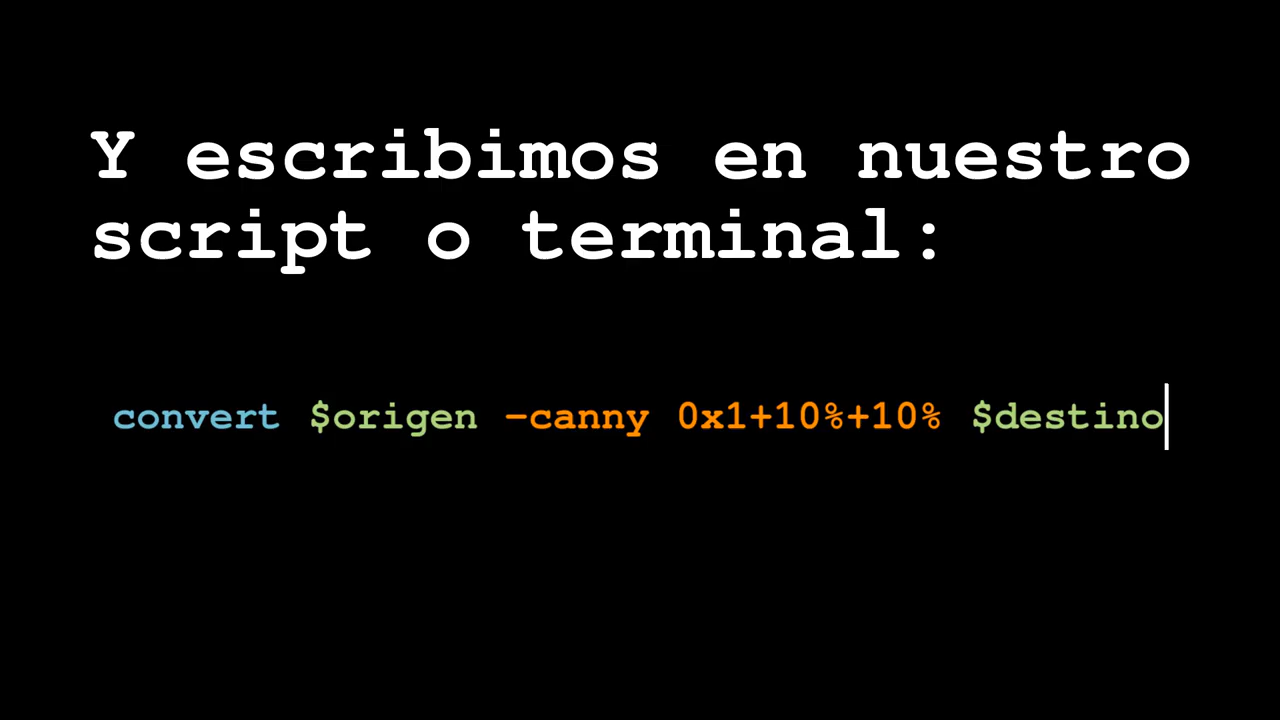 Y escribimos en nuestro
script o terminal:
convert $origen -canny 0x1+10%+10% $destino